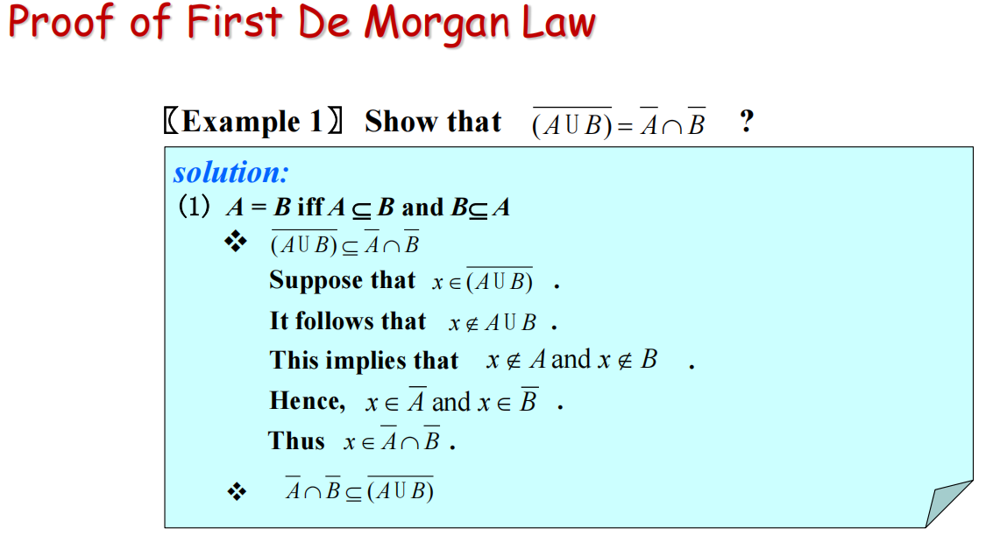 Proof of First De Morgan Law
〖Example 1〗 Show that $\overline{(A \cup B)} = \overline{A} \cap \overline{B}$ ?
solution:
(1) A = B iff A ⊆ B and B⊆ A
❖ $\overline{(A \cup B)} \subseteq \overline{A} \cap \overline{B}$
Suppose that $x \in \overline{(A \cup B)}$ .
It follows that $x \notin A \cup B$ .
This implies that $x \notin A$ and $x \notin B$ .
Hence, $x \in \overline{A}$ and $x \in \overline{B}$ .
Thus $x \in \overline{A} \cap \overline{B}$ .
❖ $\overline{A} \cap \overline{B} \subseteq \overline{(A \cup B)}$